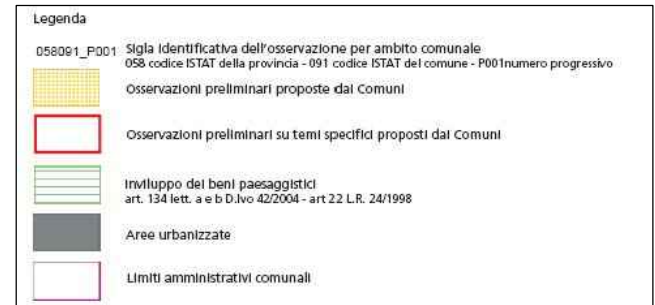 Legenda
058091_P001 Sigla identificativa dell'osservazione per ambito comunale
058 codice ISTAT della provincia - 091 codice ISTAT del comune - P001numero progressivo
Osservazioni preliminari proposte dai Comuni
Osservazioni preliminari su temi specifici proposti dai Comuni
Inviluppo dei beni paesaggistici
art. 134 lett. a e b D.lvo 42/2004 - art 22 L.R. 24/1998
Aree urbanizzate
Limiti amministrativi comunali